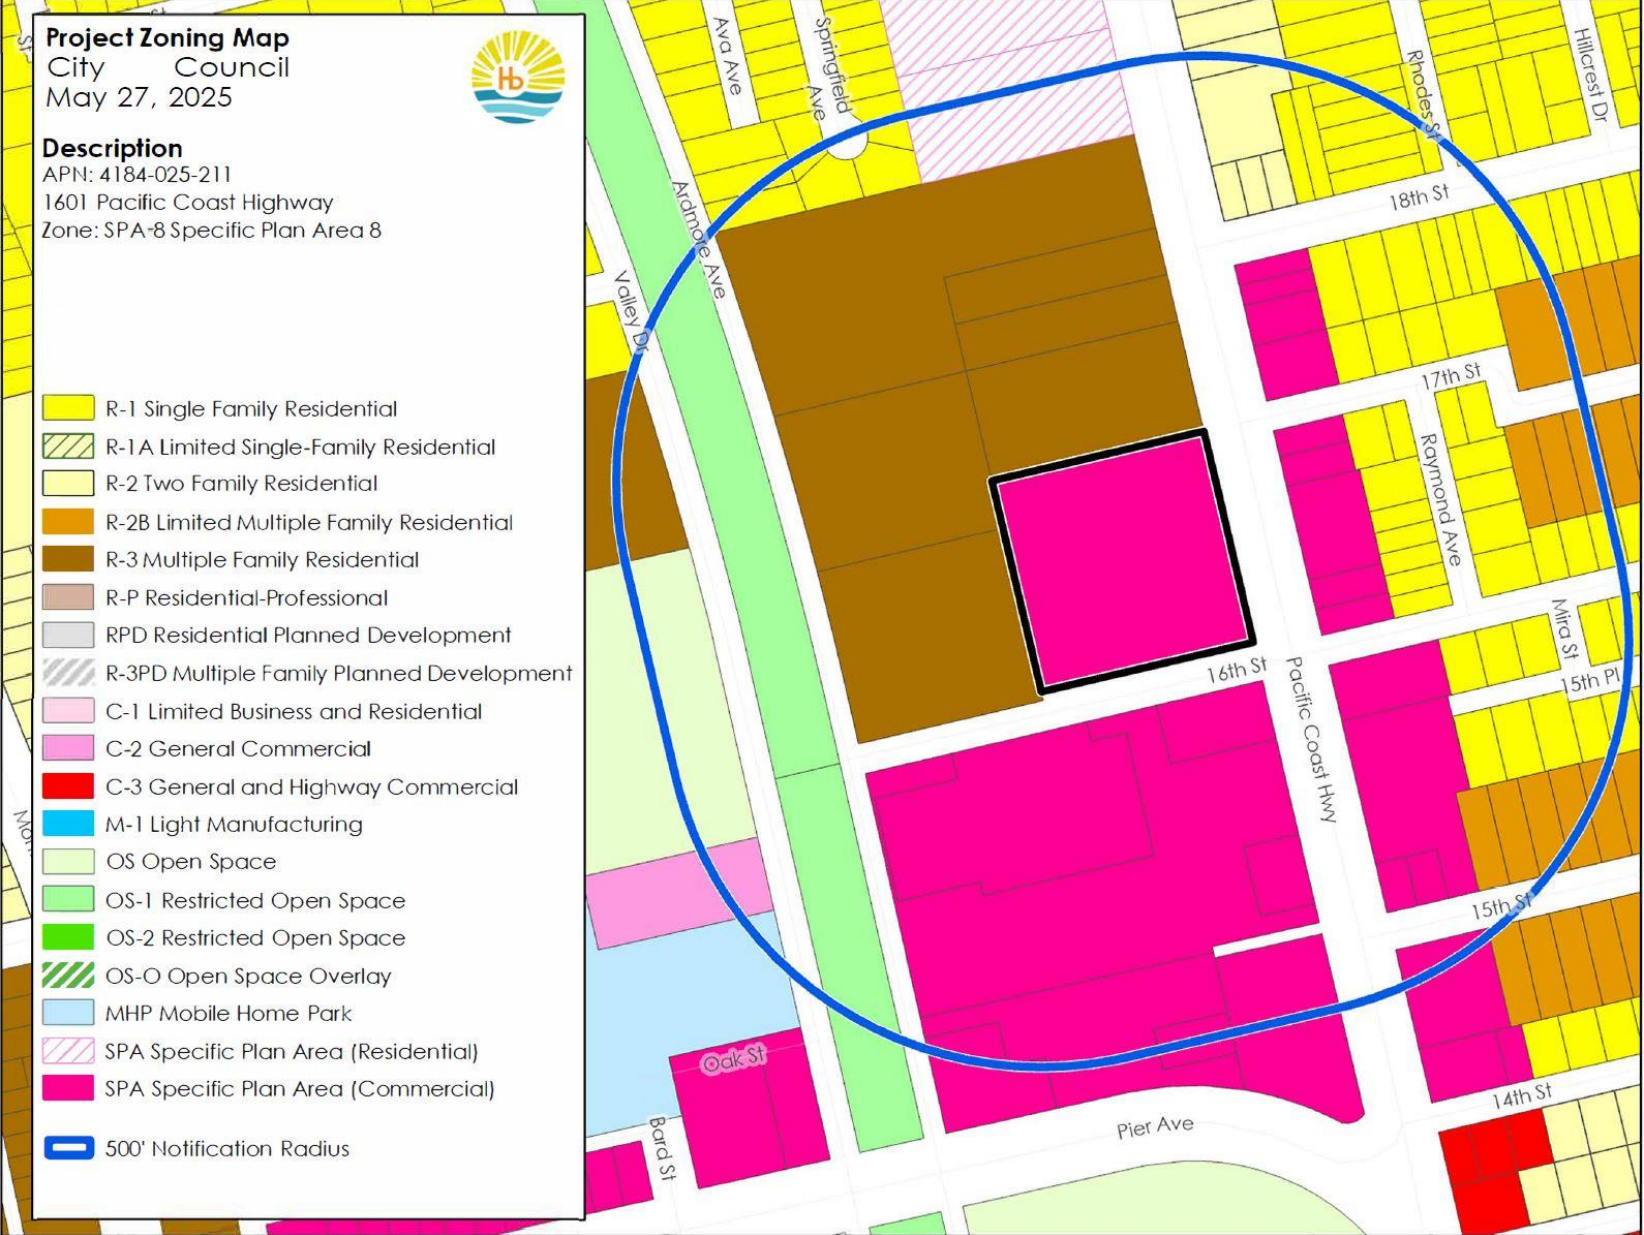 Project Zoning Map
City Council
May 27, 2025
Hb
Description
APN: 4184-025-211
1601 Pacific Coast Highway
Zone: SPA-8 Specific Plan Area 8
R-1 Single Family Residential
R-1A Limited Single-Family Residential
R-2 Two Family Residential
R-2B Limited Multiple Family Residential
R-3 Multiple Family Residential
R-P Residential-Professional
RPD Residential Planned Development
R-3PD Multiple Family Planned Development
C-1 Limited Business and Residential
C-2 General Commercial
C-3 General and Highway Commercial
M-1 Light Manufacturing
OS Open Space
OS-1 Restricted Open Space
OS-2 Restricted Open Space
OS-O Open Space Overlay
MHP Mobile Home Park
SPA Specific Plan Area (Residential)
SPA Specific Plan Area (Commercial)
500' Notification Radius
Ava Ave
Springfield
Ave
Rhodes St
Hillcrest Dr
Ardmore Ave
18th St
Valley Dr
17th St
Raymond Ave
Mira St
16th St
15th Pl
Pacific Coast Hwy
15th St
Oak St
14th St
Bard St
Pier Ave